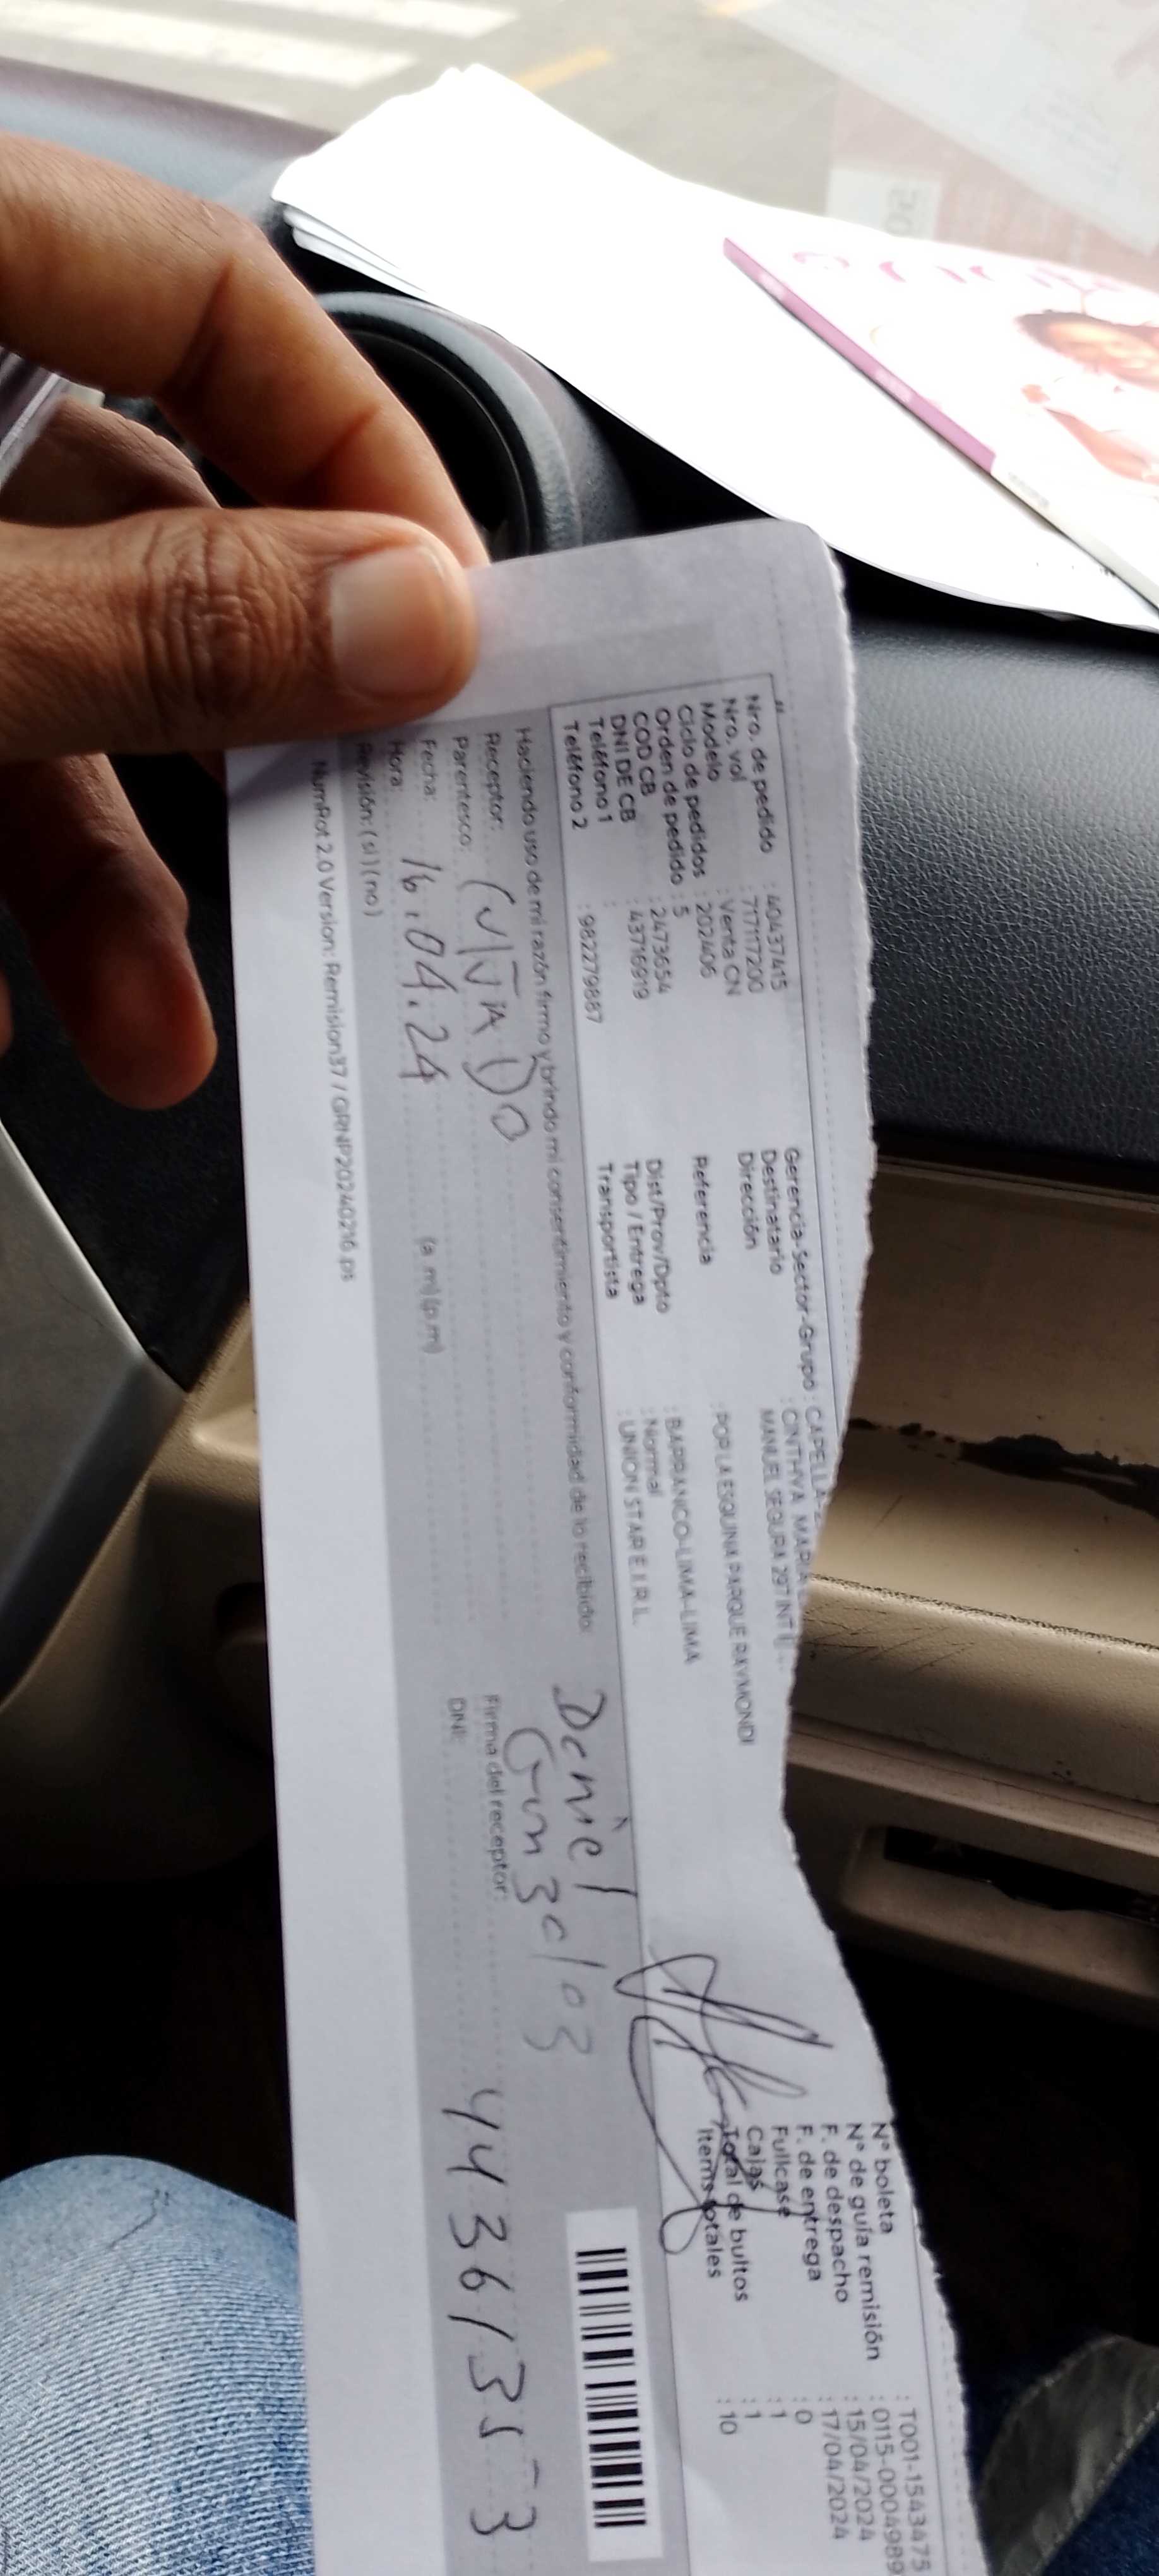 Nro. de pedido : 40437415
Nro. vol : 717117200
Modelo : Venta CN
Ciclo de pedidos : 202406
Orden de pedido : 5
COD CB : 2473654
DNI DE CB : 43716919
Teléfono 1 :
Teléfono 2 : 982279887
Gerencia-Sector-Grupo : CAPELLA-
Destinatario : CINTHYA MARIA
Dirección MANUEL SEGURA 297 INT
Referencia : POR LA ESQUINA PARQUE RAYMONDI
Dist/Prov/Dpto : BARRANCO-LIMA-LIMA
Tipo / Entrega : Normal
Transportista : UNION STAR E.I.R.L.
N° boleta : T001-1543475
N° de guía remisión : 0115-0004989
F. de despacho : 15/04/2024
F. de entrega : 17/04/2024
Fullcase : 0
Cajas : 1
Total de bultos : 1
Items totales : 10
Haciendo uso de mi razón firmo y brindo mi consentimiento y conformidad de lo recibido:
Daniel
Gonzalo3
Receptor:
Parentesco:
Fecha: 16.04.24
Hora: (a.m) (p.m)
Revisión: (si) (no)
Firma del receptor:
DNI: 44361353
NumRot 2.0 Version: Remision37 / GRNP20240216.ps